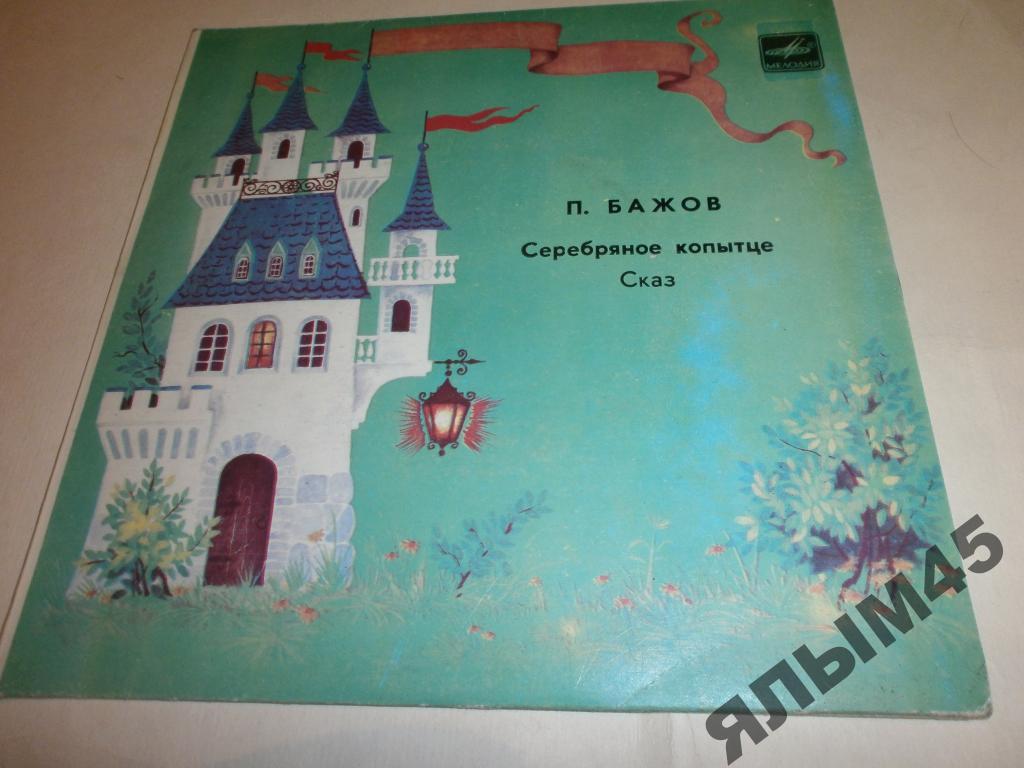 МЕЛОДИЯ
П. БАЖОВ
Серебряное копытце
Сказ
ЯЛЫМ45